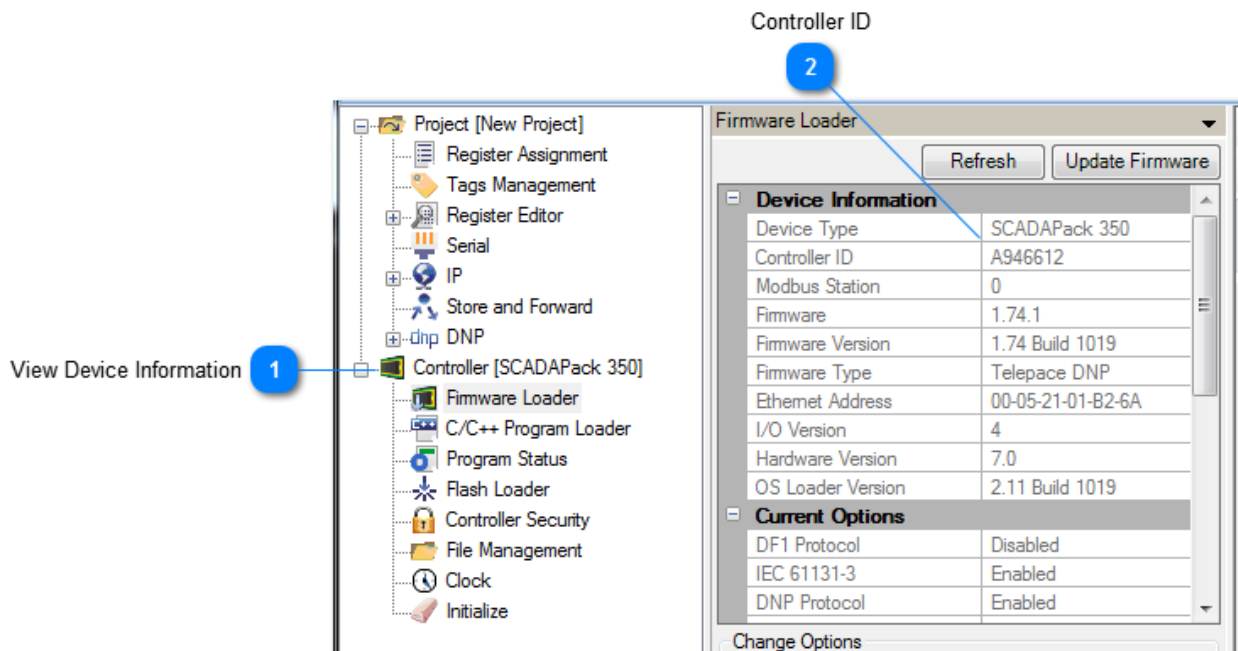 Controller ID
2
Project [New Project]
Register Assignment
Tags Management
Register Editor
Serial
IP
Store and Forward
dnp DNP
View Device Information 1
Controller [SCADAPack 350]
Firmware Loader
C++ C/C++ Program Loader
Program Status
Flash Loader
Controller Security
File Management
Clock
Initialize
Firmware Loader
Refresh Update Firmware
Device Information
Device Type SCADAPack 350
Controller ID A946612
Modbus Station 0
Firmware 1.74.1
Firmware Version 1.74 Build 1019
Firmware Type Telepace DNP
Ethernet Address 00-05-21-01-B2-6A
I/O Version 4
Hardware Version 7.0
OS Loader Version 2.11 Build 1019
Current Options
DF1 Protocol Disabled
IEC 61131-3 Enabled
DNP Protocol Enabled
Change Options